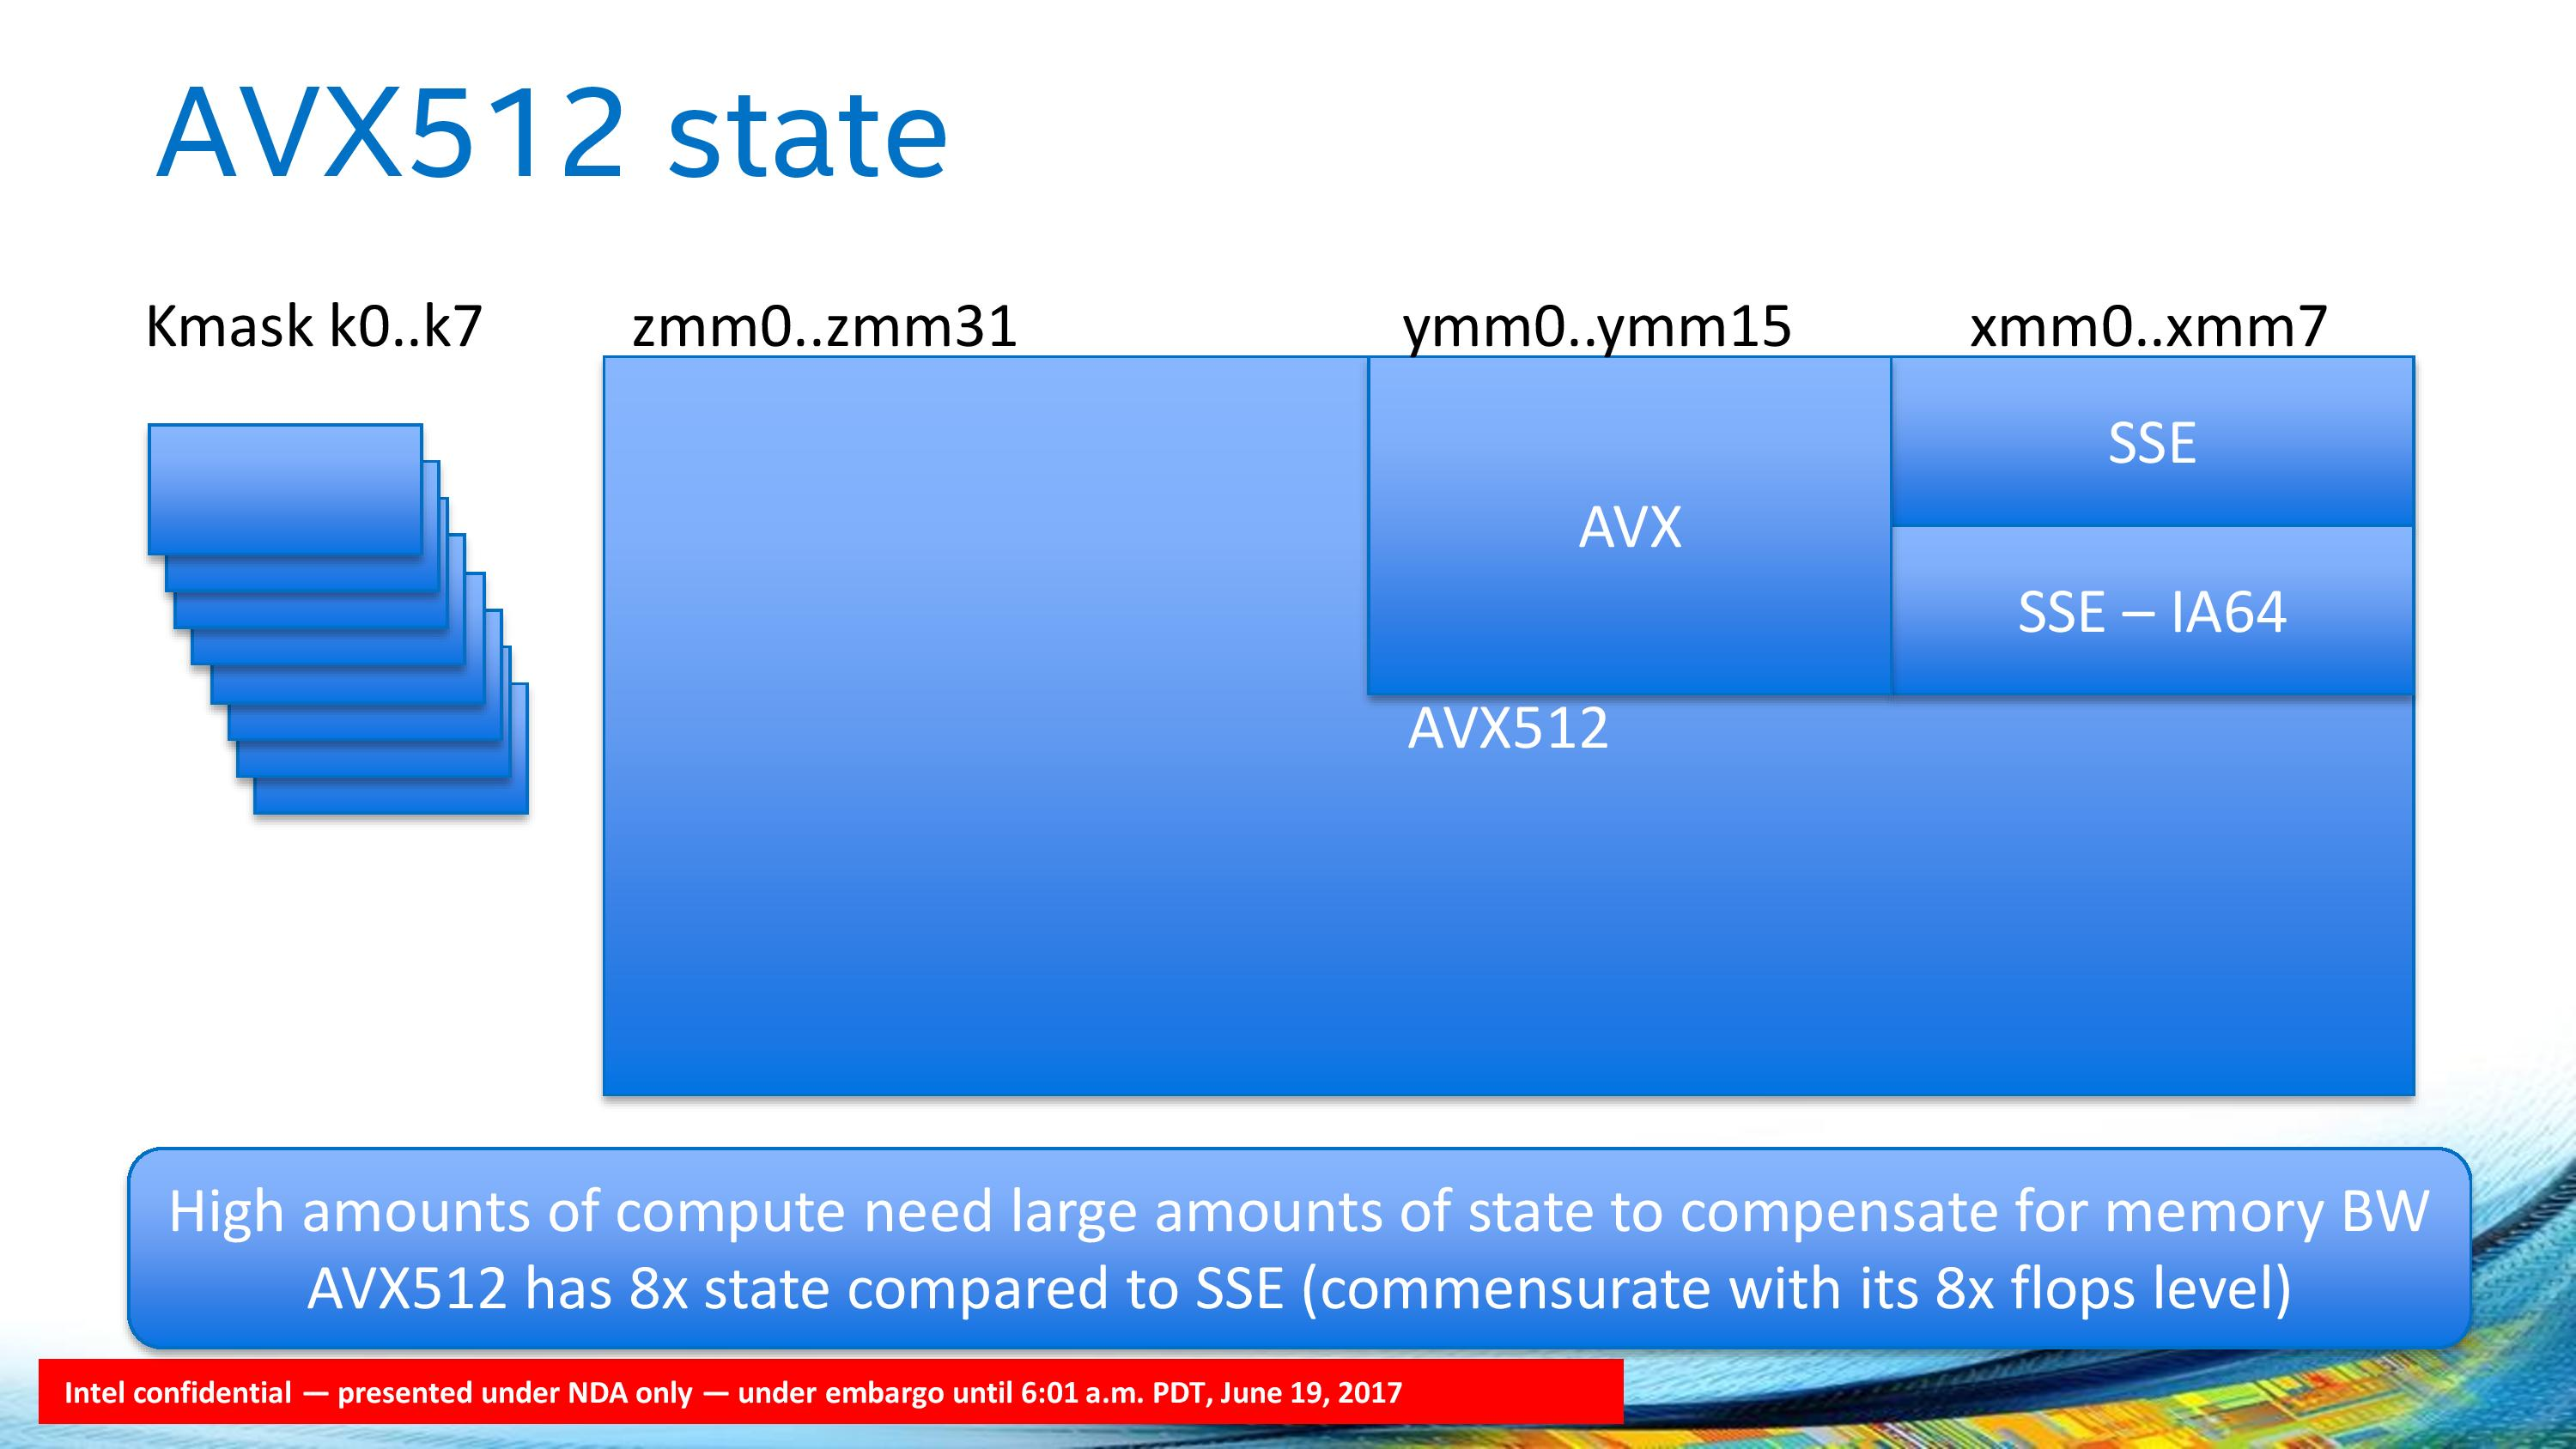 AVX512 state
Kmask k0..k7
zmm0..zmm31
ymm0..ymm15
xmm0..xmm7
SSE
AVX
SSE – IA64
AVX512
High amounts of compute need large amounts of state to compensate for memory BW
AVX512 has 8x state compared to SSE (commensurate with its 8x flops level)
Intel confidential — presented under NDA only — under embargo until 6:01 a.m. PDT, June 19, 2017